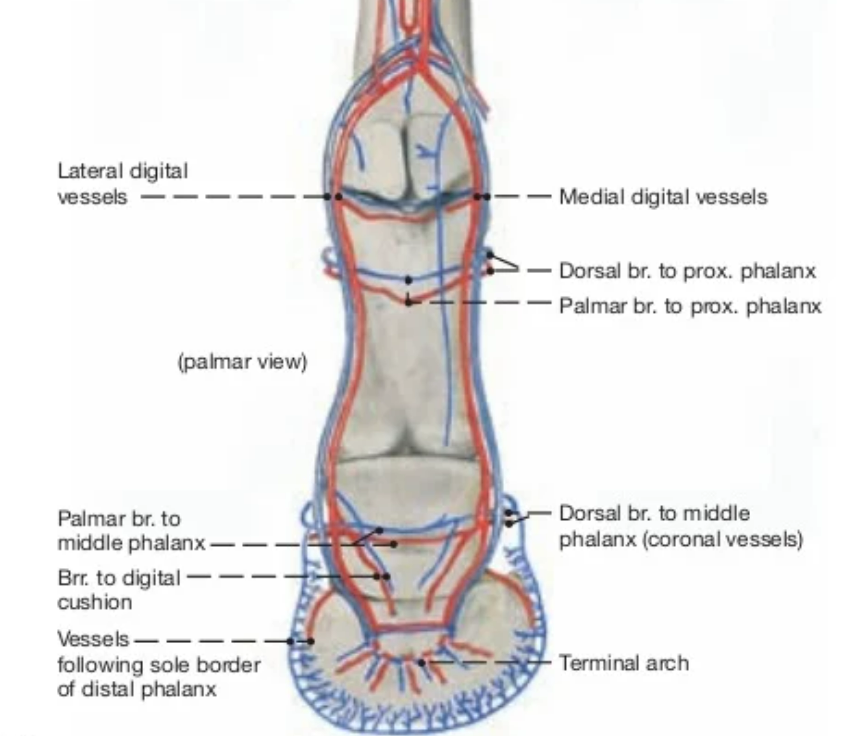 Lateral digital
vessels
Medial digital vessels
Dorsal br. to prox. phalanx
Palmar br. to prox. phalanx
(palmar view)
Palmar br. to
middle phalanx
Brr. to digital
cushion
Vessels
following sole border
of distal phalanx
Dorsal br. to middle
phalanx (coronal vessels)
Terminal arch